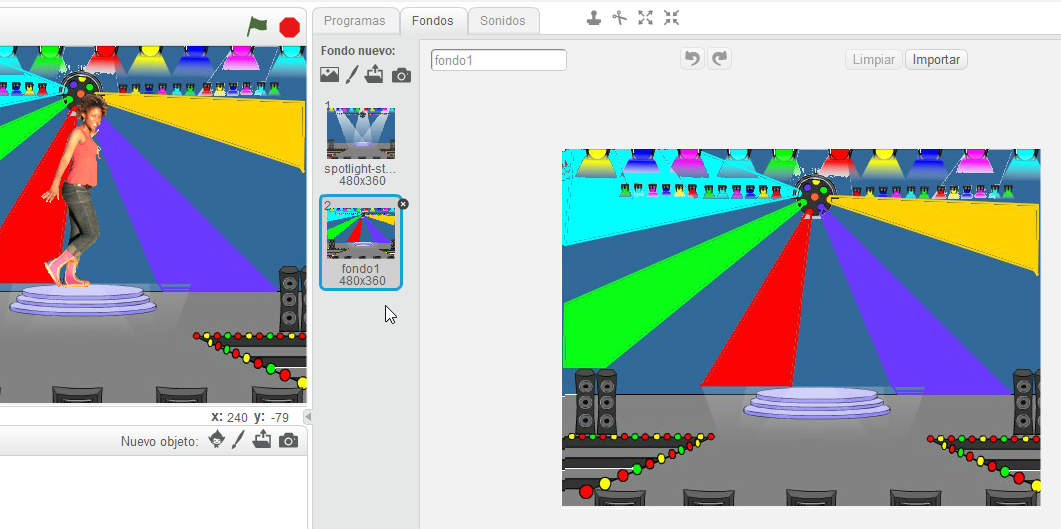 Programas
Fondos
Sonidos
Fondo nuevo:
fondo1
Limpiar
Importar
1
spotlight-st...
480x360
2
fondo1
480x360
x: 240 y: -79
Nuevo objeto: